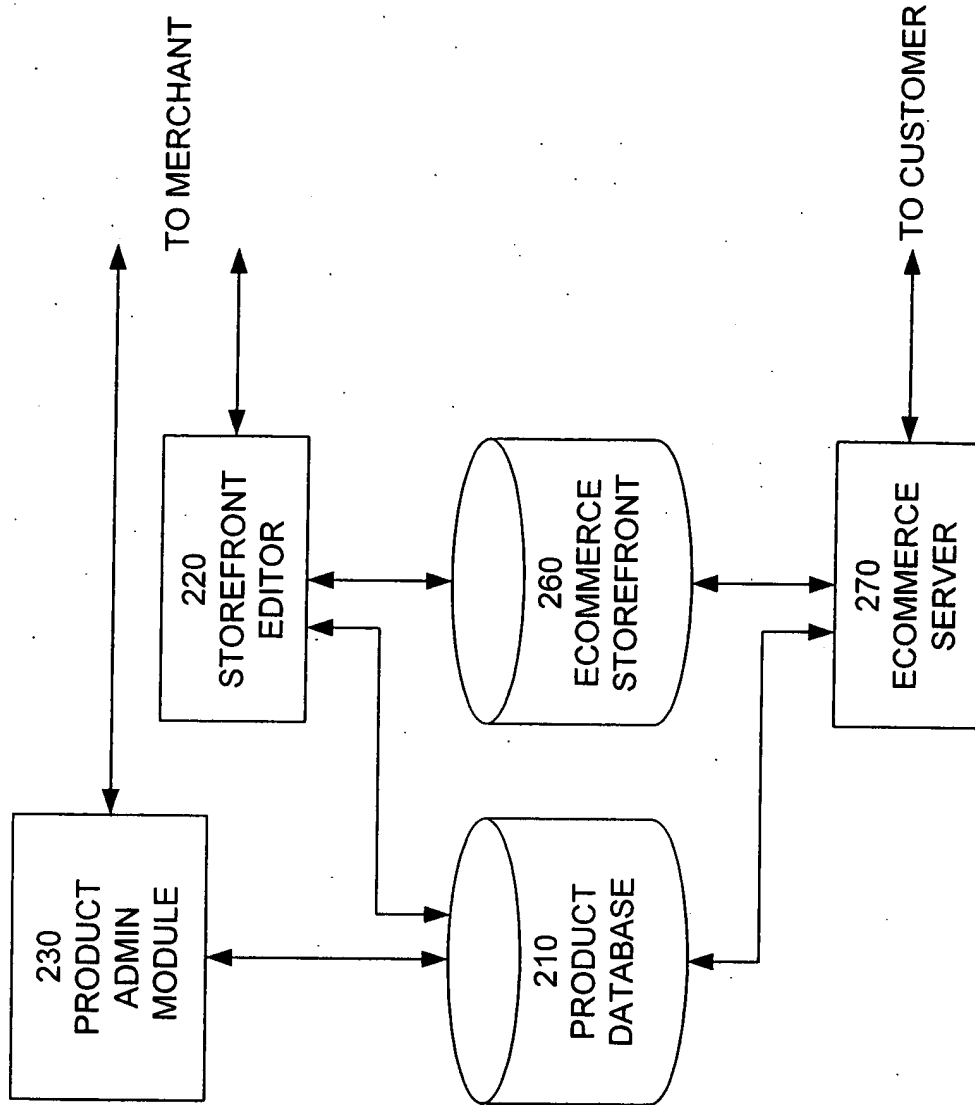 230
PRODUCT
ADMIN
MODULE
TO MERCHANT
220
STOREFRONT
EDITOR
210
PRODUCT
DATABASE
260
ECOMMERCE
STOREFRONT
270
ECOMMERCE
SERVER
TO CUSTOMER